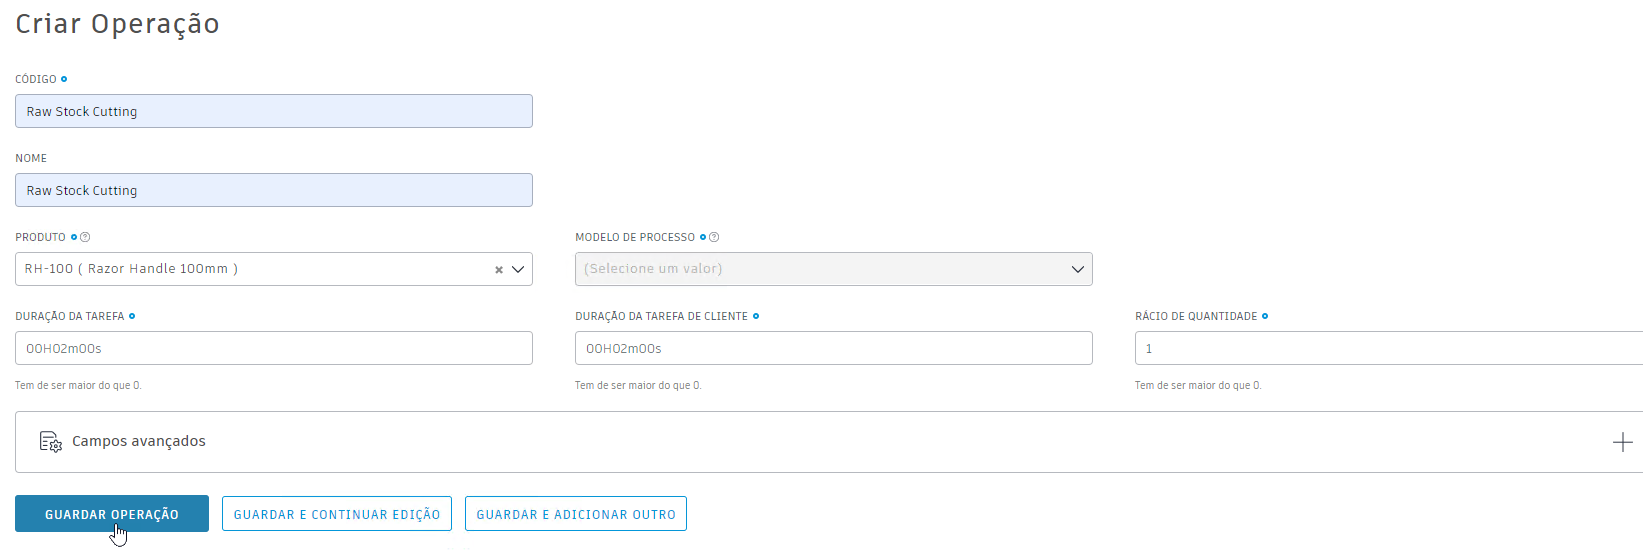 Criar Operação
CÓDIGO
Raw Stock Cutting
NOME
Raw Stock Cutting
PRODUTO
MODELO DE PROCESSO
RH-100 ( Razor Handle 100mm )
(Selecione um valor)
DURAÇÃO DA TAREFA
DURAÇÃO DA TAREFA DE CLIENTE
RÁCIO DE QUANTIDADE
00H02m00s
00H02m00s
1
Tem de ser maior do que 0.
Tem de ser maior do que 0.
Tem de ser maior do que 0.
Campos avançados
GUARDAR OPERAÇÃO
GUARDAR E CONTINUAR EDIÇÃO
GUARDAR E ADICIONAR OUTRO